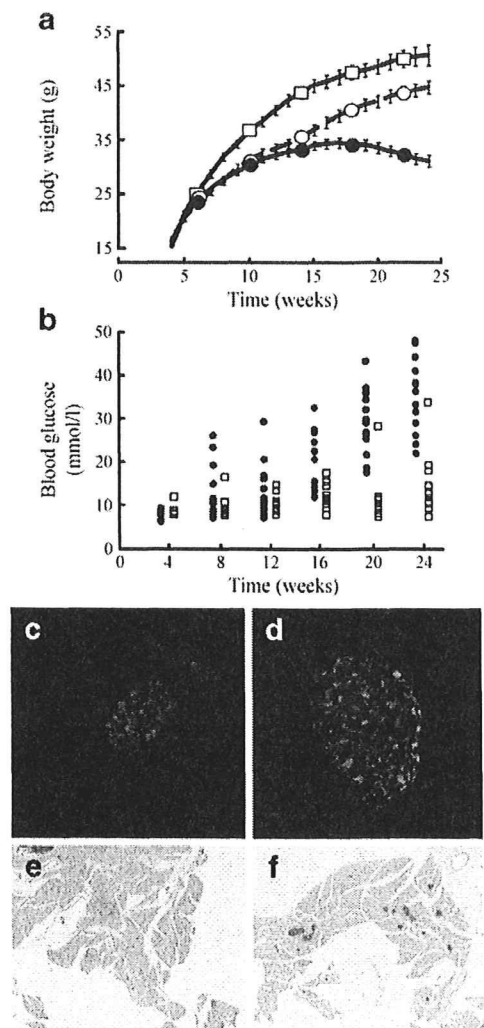 a
Body weight (g)
55
45
35
25
15
0 5 10 15 20 25
Time (weeks)
b
Blood glucose
(mmol/l)
50
40
30
20
10
0
0 4 8 12 16 20 24
Time (weeks)
c d
e f